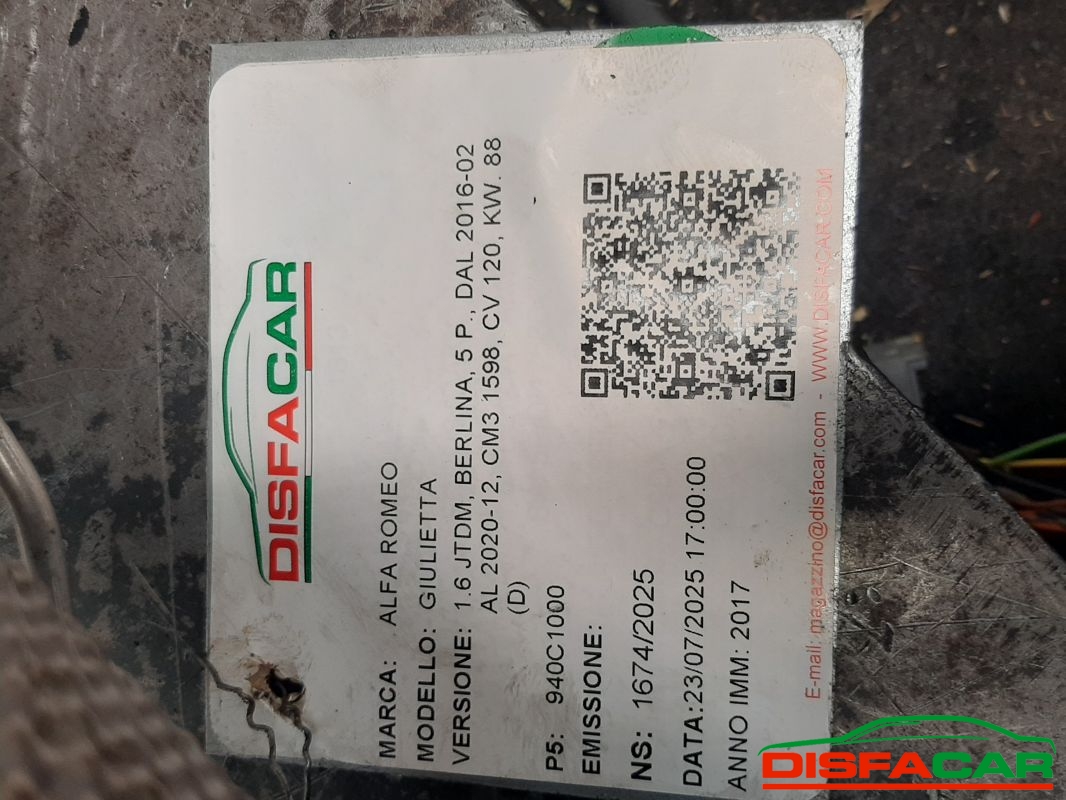 DISFACAR
MARCA: ALFA ROMEO
MODELLO: GIULIETTA
VERSIONE: 1.6 JTDM, BERLINA, 5 P., DAL 2016-02
AL 2020-12, CM3 1598, CV 120, KW. 88
(D)
P5: 940C1000
EMISSIONE:
NS: 1674/2025
DATA:23/07/2025 17:00:00
ANNO IMM: 2017
E-mail: magazzino@disfacar.com - WWW.DISFACAR.COM
DISFACAR